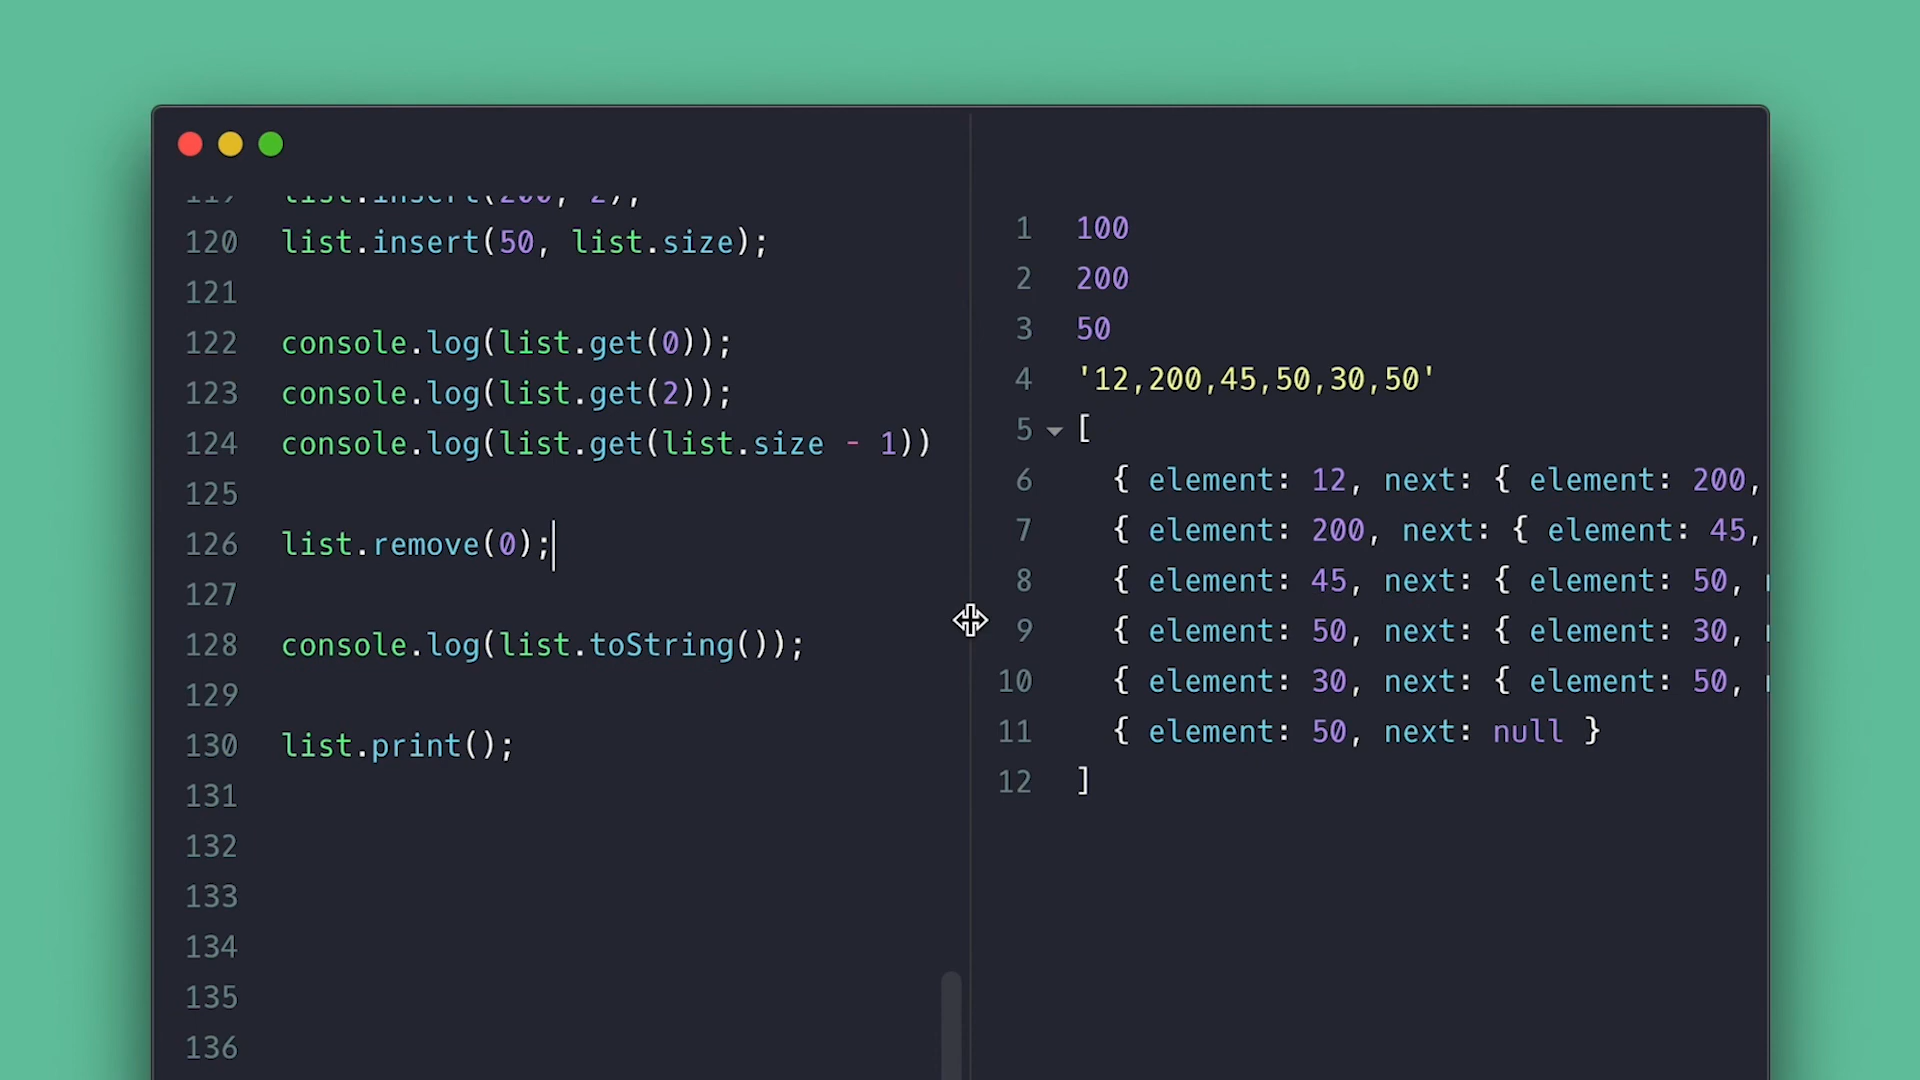 119 list.insert(200, 2);
120 list.insert(50, list.size);
121
122 console.log(list.get(0));
123 console.log(list.get(2));
124 console.log(list.get(list.size - 1))
125
126 list.remove(0);
127
128 console.log(list.toString());
129
130 list.print();
131
132
133
134
135
136
1 100
2 200
3 50
4 '12,200,45,50,30,50'
5 [
6 { element: 12, next: { element: 200,
7 { element: 200, next: { element: 45,
8 { element: 45, next: { element: 50,
9 { element: 50, next: { element: 30,
10 { element: 30, next: { element: 50,
11 { element: 50, next: null }
12 ]